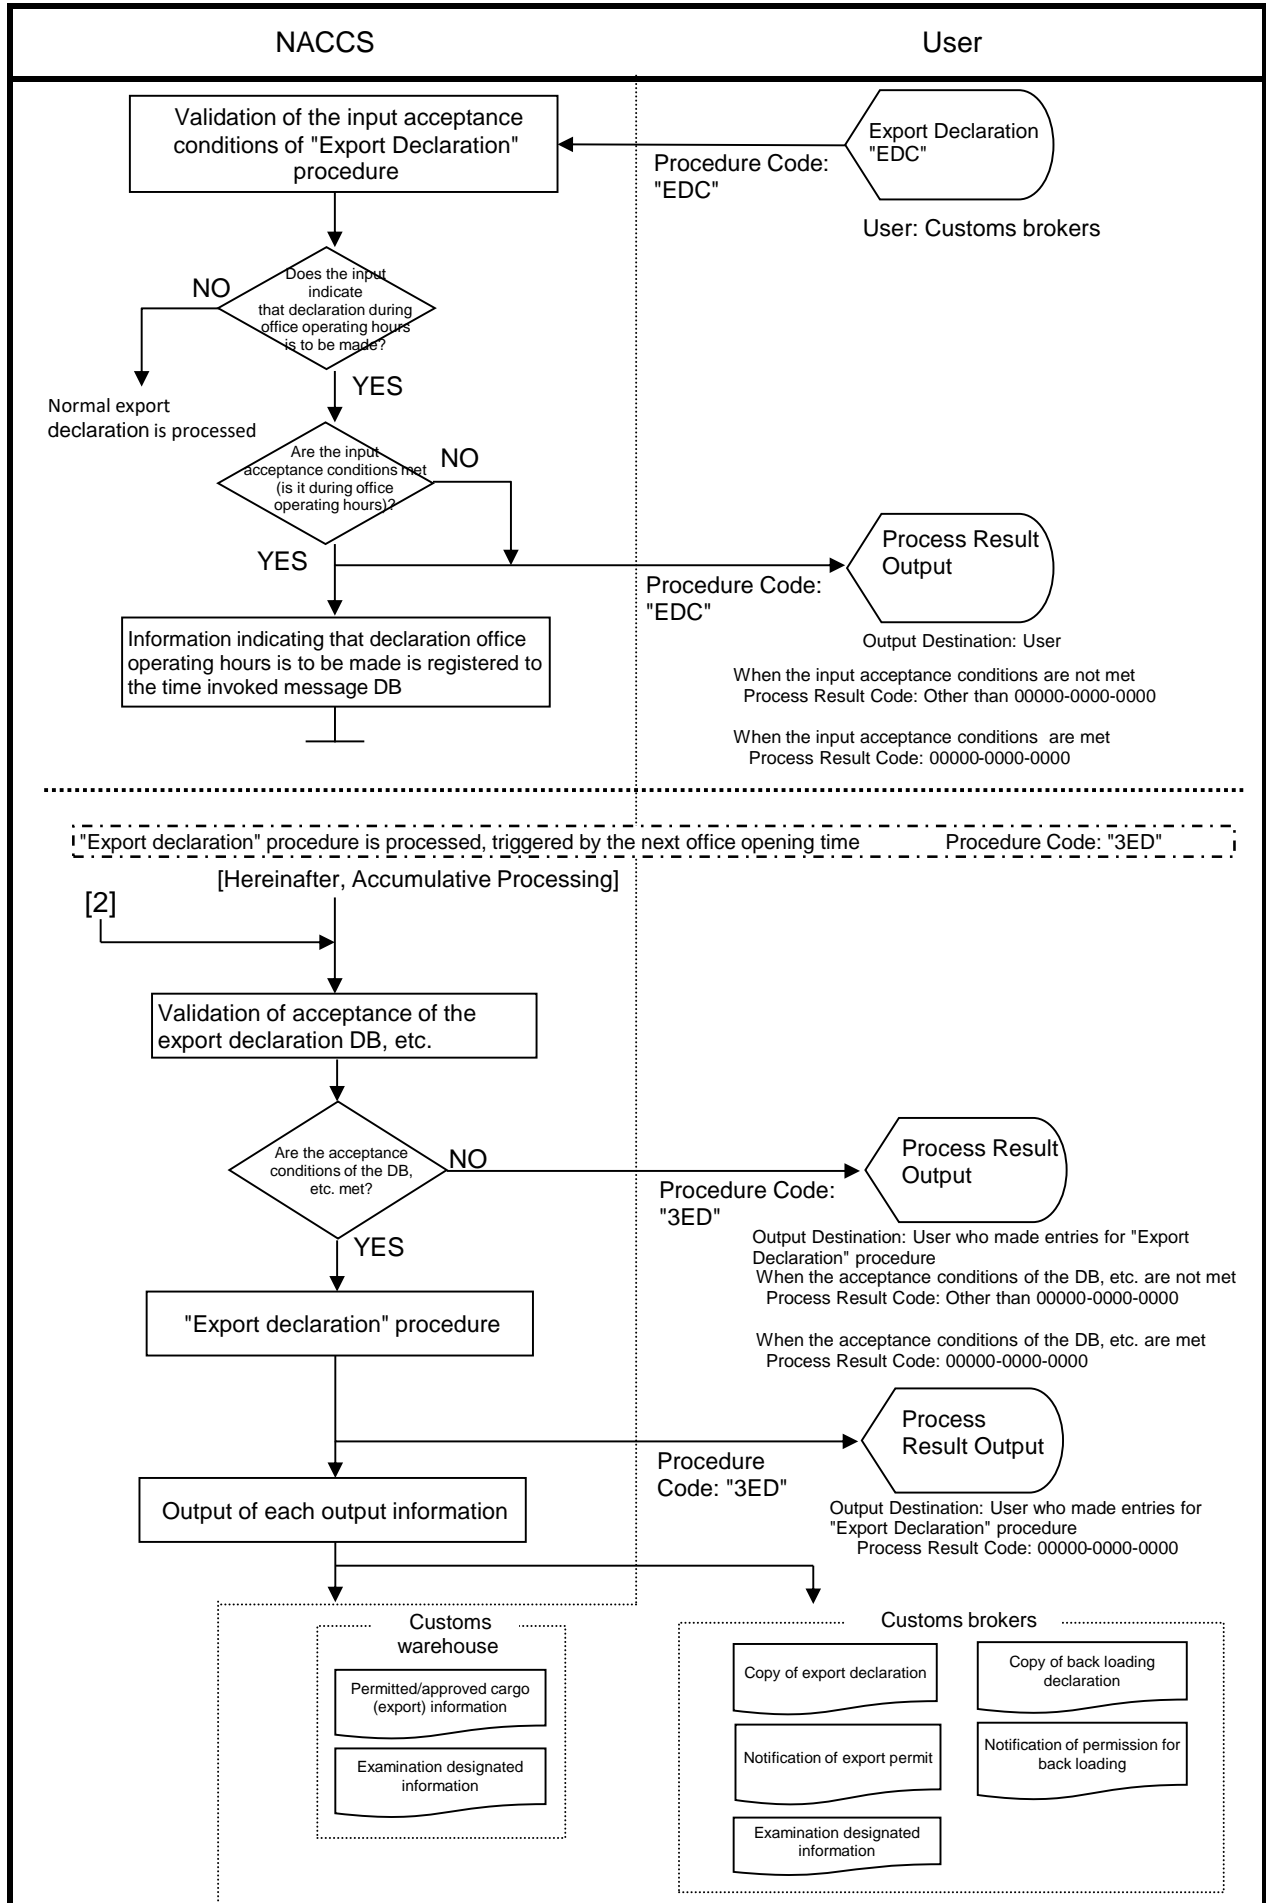 NACCS
User
Validation of the input acceptance
conditions of "Export Declaration"
procedure
Export Declaration
"EDC"
Procedure Code:
"EDC"
User: Customs brokers
Does the input
indicate
that declaration during
office operating hours
is to be made?
NO
YES
Normal export
declaration is processed
Are the input
acceptance conditions met
(is it during office
operating hours)?
NO
YES
Process Result
Output
Procedure Code:
"EDC"
Information indicating that declaration office
operating hours is to be made is registered to
the time invoked message DB
Output Destination: User
When the input acceptance conditions are not met
Process Result Code: Other than 00000-0000-0000
When the input acceptance conditions are met
Process Result Code: 00000-0000-0000
"Export declaration" procedure is processed, triggered by the next office opening time Procedure Code: "3ED"
[Hereinafter, Accumulative Processing]
[2]
Validation of acceptance of the
export declaration DB, etc.
Are the acceptance
conditions of the DB,
etc. met?
NO
YES
Process Result
Output
Procedure Code:
"3ED"
Output Destination: User who made entries for "Export
Declaration" procedure
When the acceptance conditions of the DB, etc. are not met
Process Result Code: Other than 00000-0000-0000
When the acceptance conditions of the DB, etc. are met
Process Result Code: 00000-0000-0000
"Export declaration" procedure
Process
Result Output
Procedure
Code: "3ED"
Output of each output information
Output Destination: User who made entries for
"Export Declaration" procedure
Process Result Code: 00000-0000-0000
Customs
warehouse
Permitted/approved cargo
(export) information
Examination designated
information
Customs brokers
Copy of export declaration
Copy of back loading
declaration
Notification of export permit
Notification of permission for
back loading
Examination designated
information